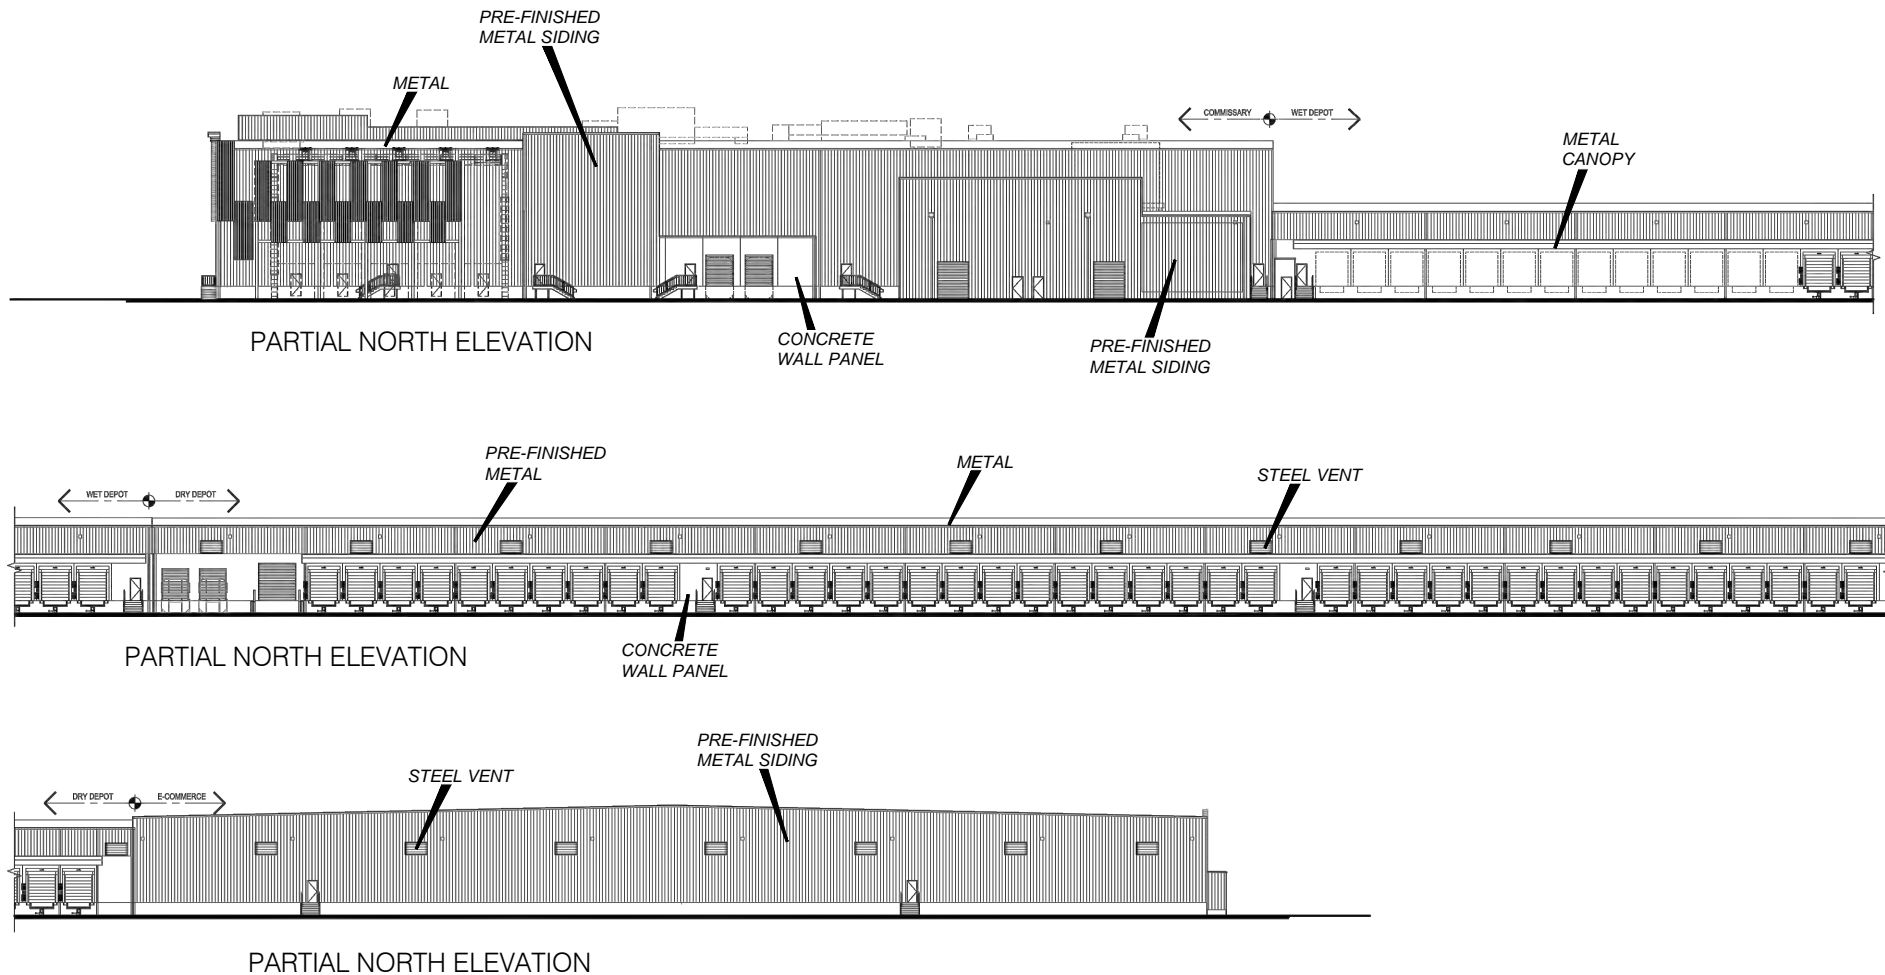 PRE-FINISHED
METAL SIDING
METAL
COMMISSARY
WET DEPOT
METAL
CANOPY
CONCRETE
WALL PANEL
PRE-FINISHED
METAL SIDING
PARTIAL NORTH ELEVATION
PRE-FINISHED
METAL
METAL
STEEL VENT
WET DEPOT
DRY DEPOT
CONCRETE
WALL PANEL
PARTIAL NORTH ELEVATION
PRE-FINISHED
METAL SIDING
STEEL VENT
DRY DEPOT
E-COMMERCE
PARTIAL NORTH ELEVATION